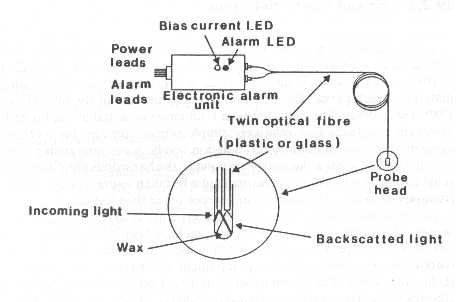 Bias current LED
Alarm LED
Power
leads
Alarm
leads
Electronic alarm
unit
Twin optical fibre
(plastic or glass)
Probe
head
Incoming light
Wax
Backscatted light